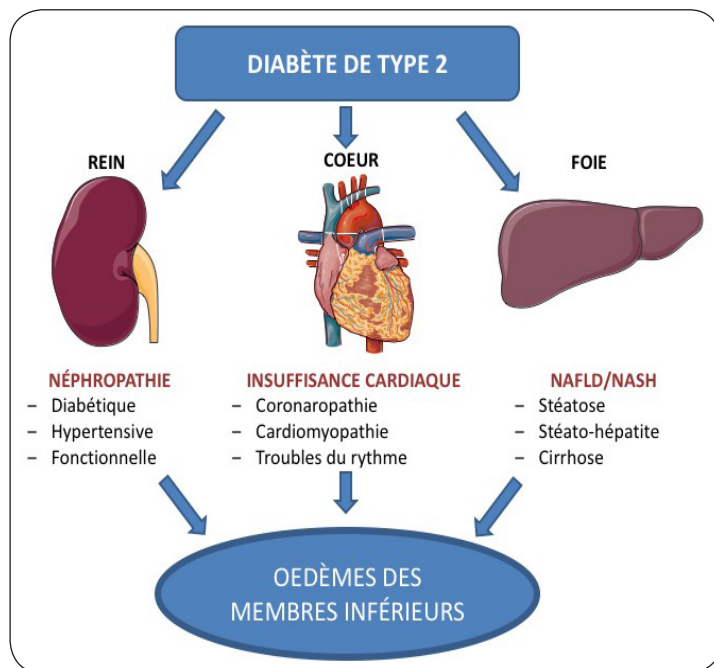 DIABÈTE DE TYPE 2
REIN
COEUR
FOIE
NÉPHROPATHIE
– Diabétique
– Hypertensive
– Fonctionnelle
INSUFFISANCE CARDIAQUE
– Coronaropathie
– Cardiomyopathie
– Troubles du rythme
NAFLD/NASH
– Stéatose
– Stéato-hépatite
– Cirrhose
OEDÈMES DES
MEMBRES INFÉRIEURS